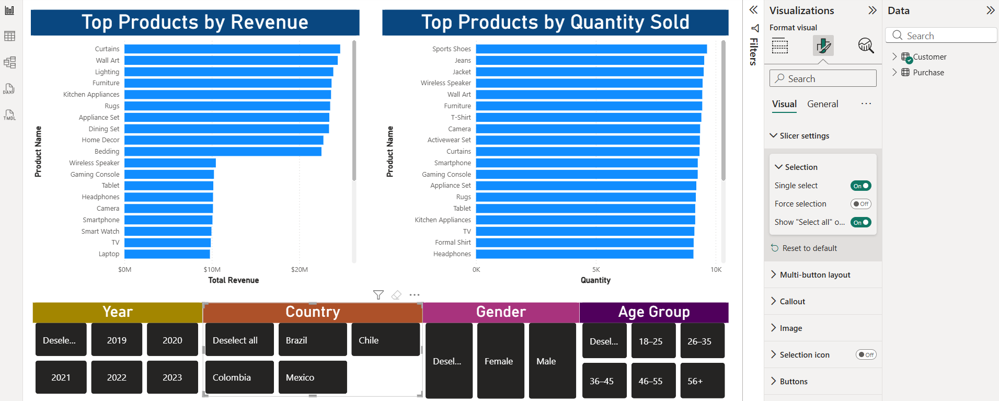 Top Products by Revenue
Curtains
Wall Art
Lighting
Furniture
Kitchen Appliances
Rugs
Appliance Set
Dining Set
Home Decor
Bedding
Wireless Speaker
Gaming Console
Tablet
Headphones
Camera
Smartphone
Smart Watch
TV
Laptop
Product Name
$0M $10M $20M
Total Revenue
Top Products by Quantity Sold
Sports Shoes
Jeans
Jacket
Wireless Speaker
Wall Art
Furniture
T-Shirt
Camera
Activewear Set
Curtains
Smartphone
Gaming Console
Appliance Set
Rugs
Tablet
Kitchen Appliances
TV
Formal Shirt
Headphones
Product Name
0K 5K 10K
Quantity
Year
Desele...
2019
2020
2021
2022
2023
Country
Deselect all
Brazil
Chile
Colombia
Mexico
Gender
Desel...
Female
Male
Age Group
Desel...
18–25
26–35
36–45
46–55
56+
DAX
TMDL
Filters
Visualizations
Format visual
Search
Visual General ...
Slicer settings
Selection
Single select On
Force selection Off
Show "Select all" o... On
Reset to default
Multi-button layout
Callout
Image
Selection icon Off
Buttons
Data
Search
Customer
Purchase